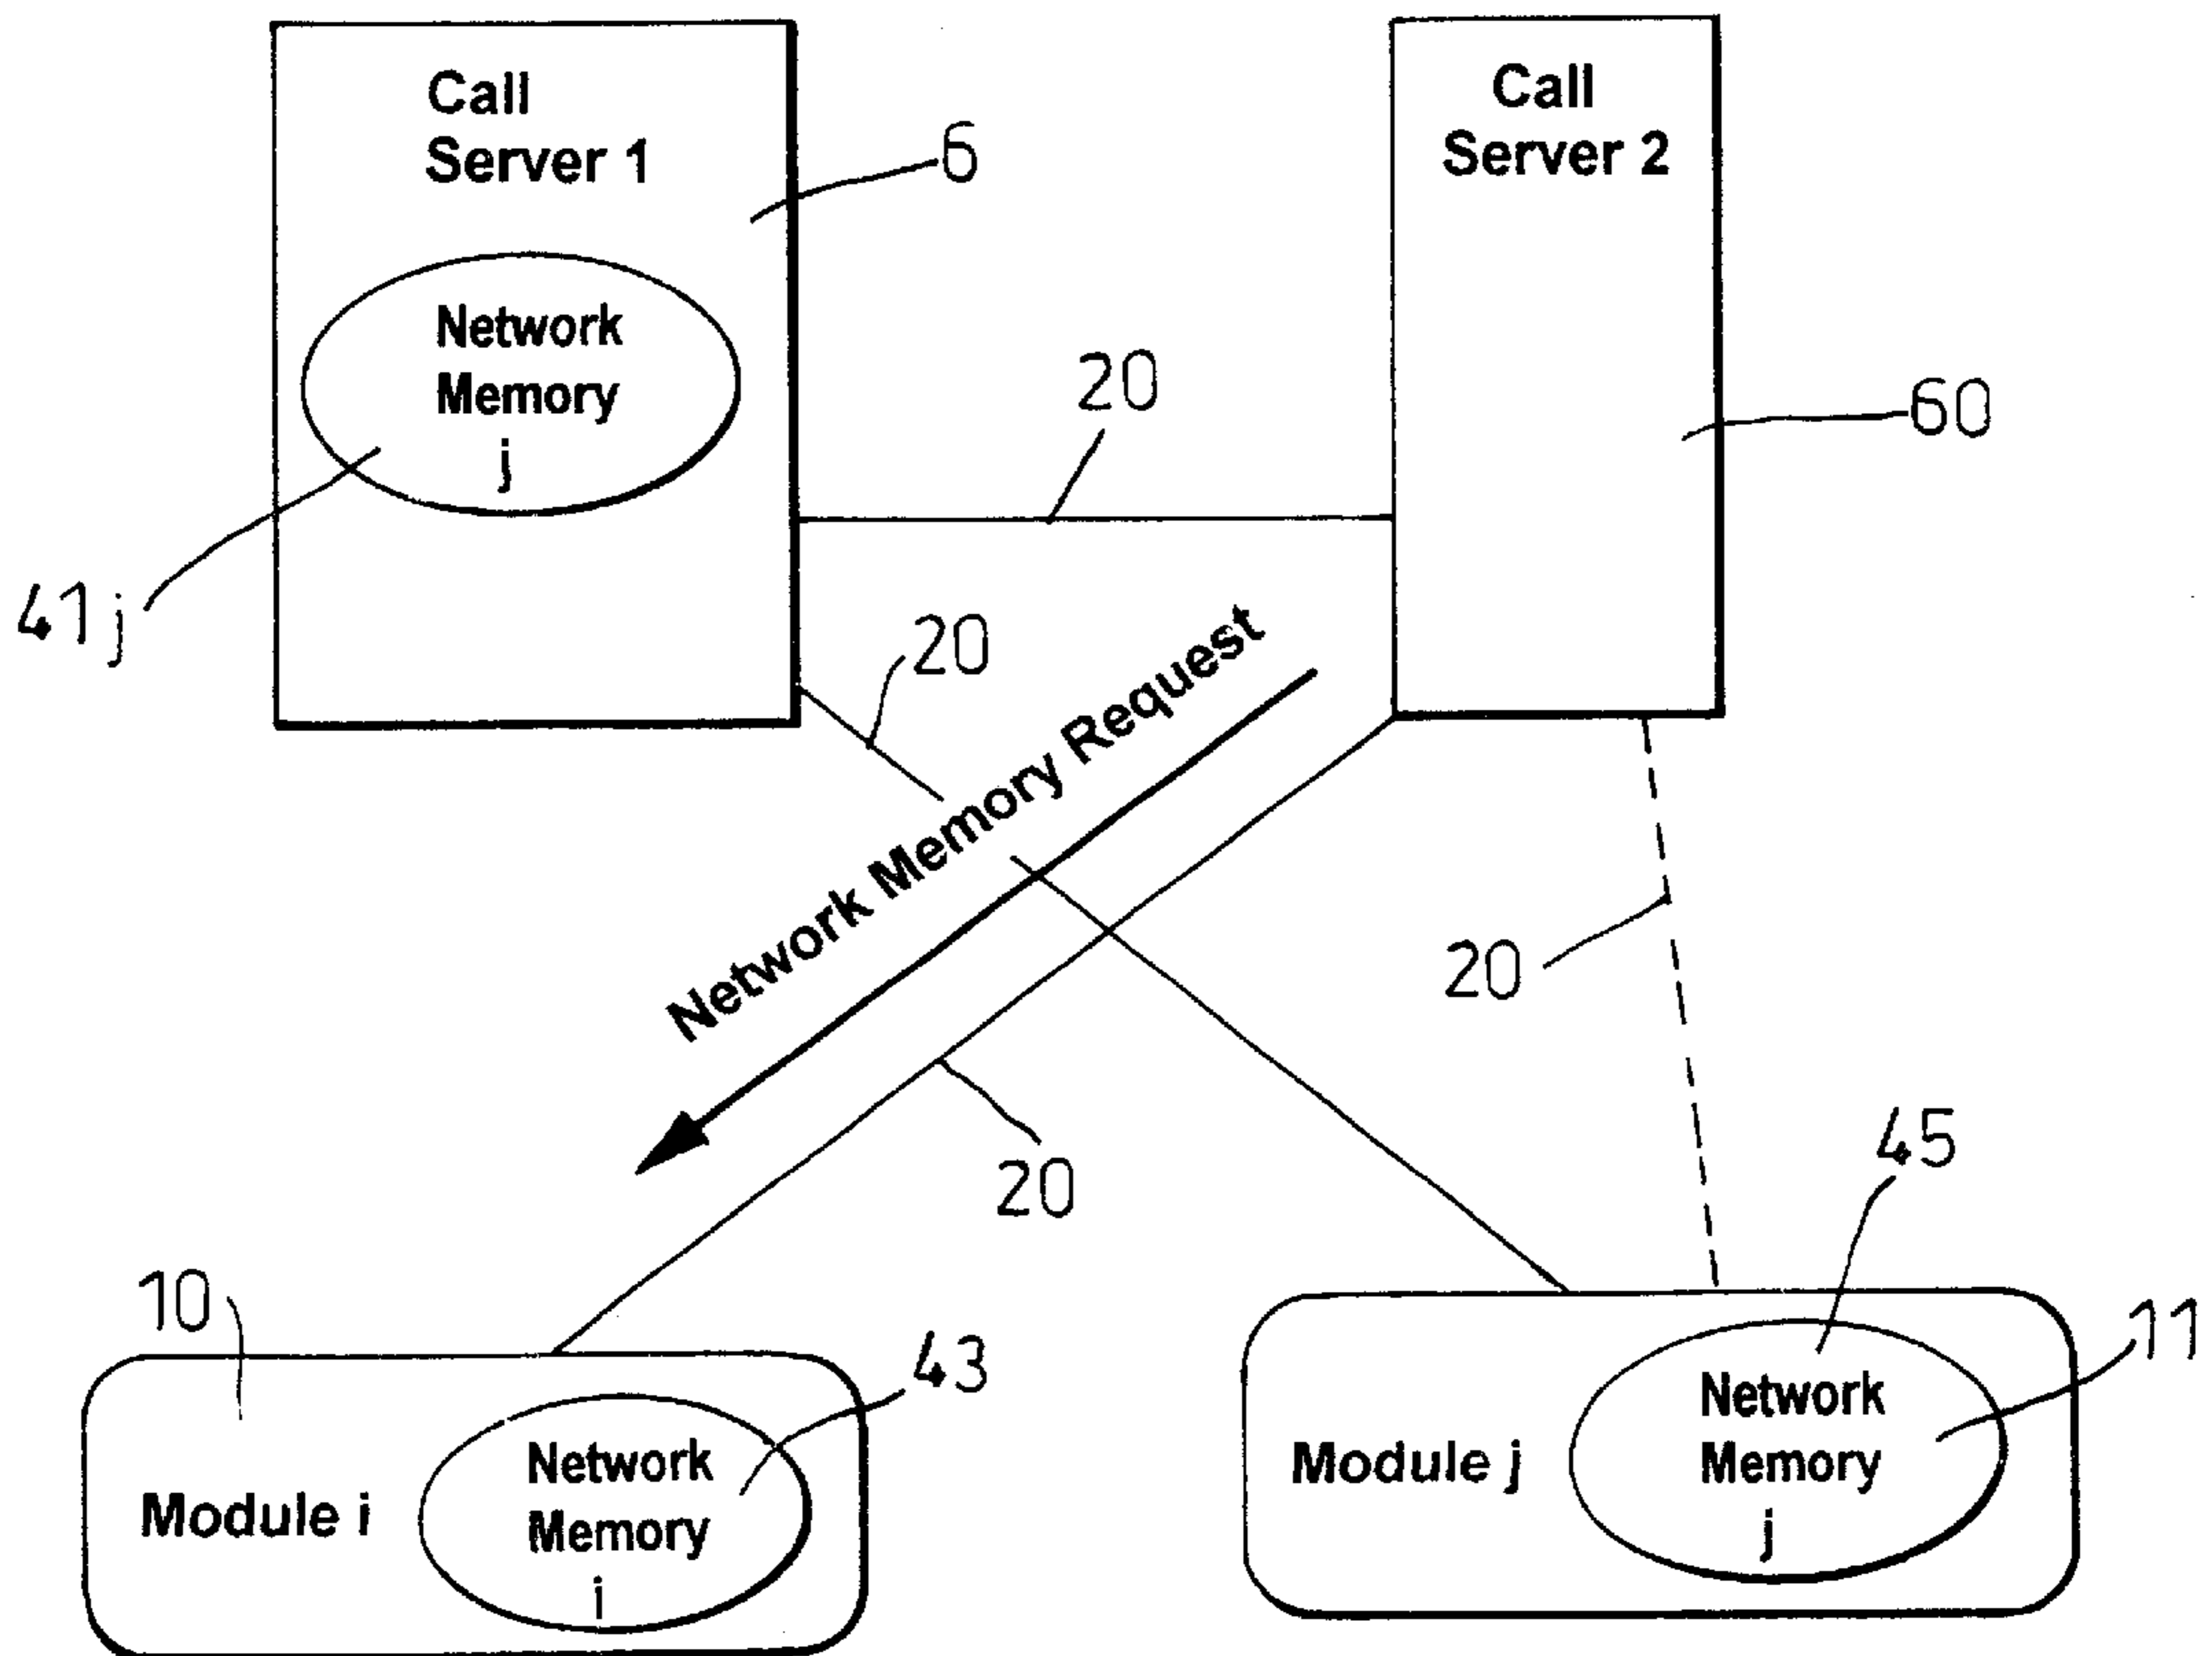 Call
Server 1
6
Network
Memory
j
41j
Call
Server 2
60
20
20
Network Memory Request
20
20
10
Module i
43
Network
Memory
i
45
11
Module j
Network
Memory
j